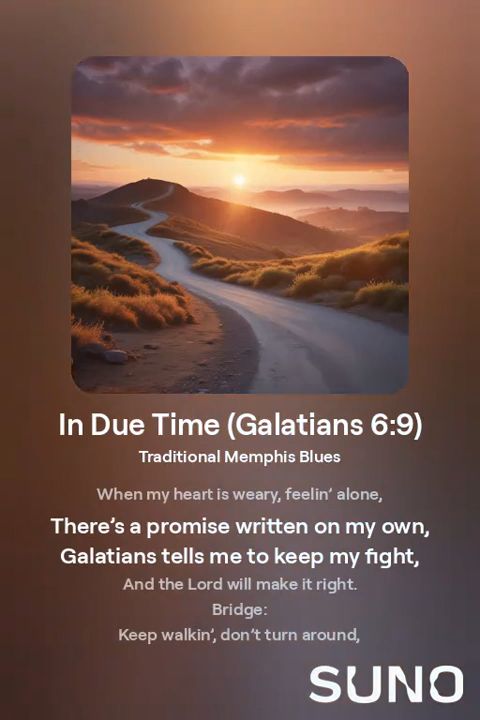 In Due Time (Galatians 6:9)
Traditional Memphis Blues
When my heart is weary, feelin’ alone,
There’s a promise written on my own,
Galatians tells me to keep my fight,
And the Lord will make it right.
Bridge:
Keep walkin’, don’t turn around,
SUNO